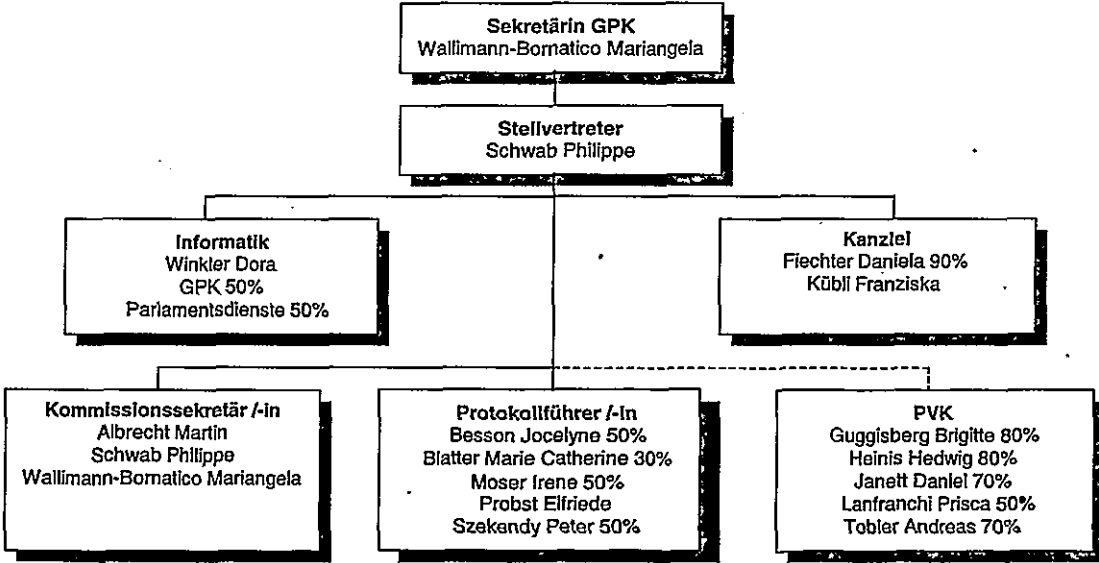 Sekretärin GPK
Wallimann-Bornatico Mariangela
Stellvertreter
Schwab Philippe
Informatik
Winkler Dora
GPK 50%
Parlamentsdienste 50%
Kanzlei
Fiechter Daniela 90%
Kübli Franziska
Kommissionssekretär /-in
Albrecht Martin
Schwab Philippe
Wallimann-Bornatico Mariangela
Protokollführer /-in
Besson Jocelyne 50%
Blatter Marie Catherine 30%
Moser Irene 50%
Probst Elfriede
Szekendy Peter 50%
PVK
Guggisberg Brigitte 80%
Heinis Hedwig 80%
Janett Daniel 70%
Lanfranchi Prisca 50%
Tobler Andreas 70%